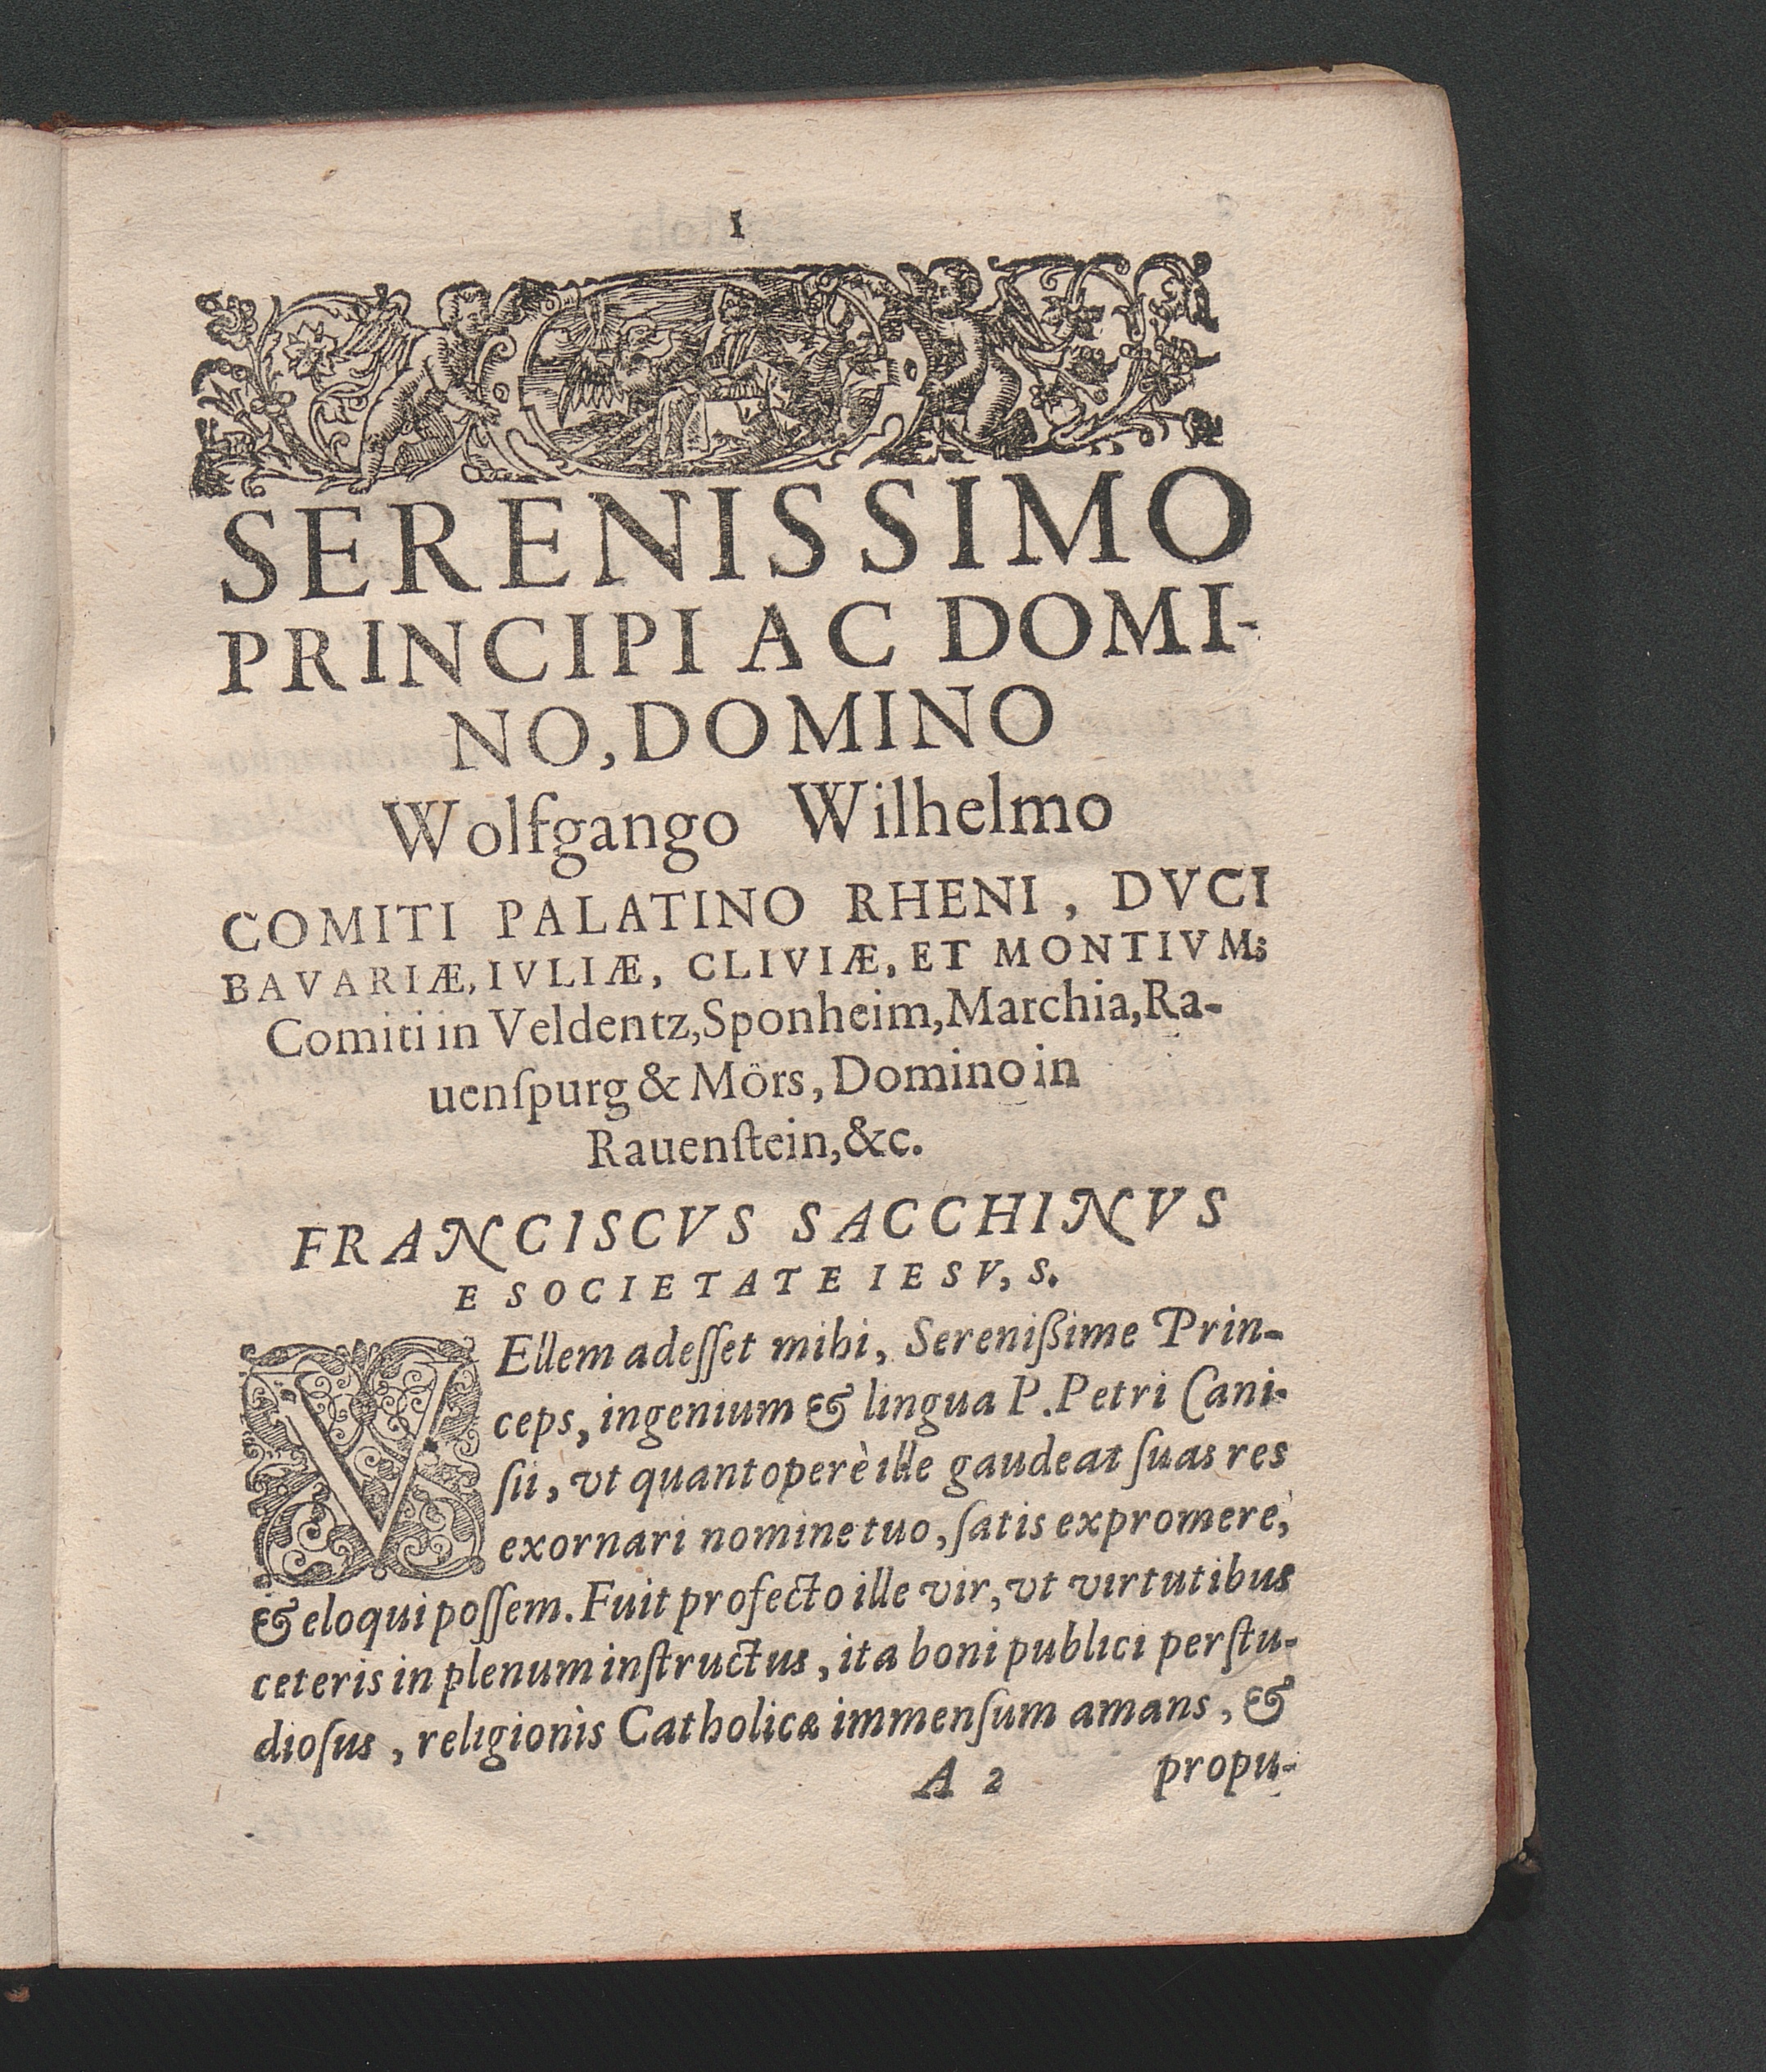 1
SERENISSIMO
PRINCIPI AC DOMI-
NO, DOMINO
Wolfgango Wilhelmo
COMITI PALATINO RHENI, DVCI
BAVARIÆ, IVLIÆ, CLIVIÆ, ET MONTIVM;
Comiti in Veldentz, Sponheim, Marchia, Ra-
uenſpurg & Mörs, Domino in
Rauenſtein, &c.
FRANCISCVS SACCHINVS
E SOCIETATE IESV, S.
VEllem adeſſet mihi, Sereniſſime Prin-
ceps, ingenium & lingua P. Petri Cani-
ſii, vt quantoperè ille gaudeat ſuas res
exornari nomine tuo, ſatis expromere,
& eloqui poſſem. Fuit profecto ille vir, vt virtutibus
ceteris in plenum inſtructus, ita boni publici perſtu-
dioſus, religionis Catholicæ immenſum amans, &
A 2 propu-